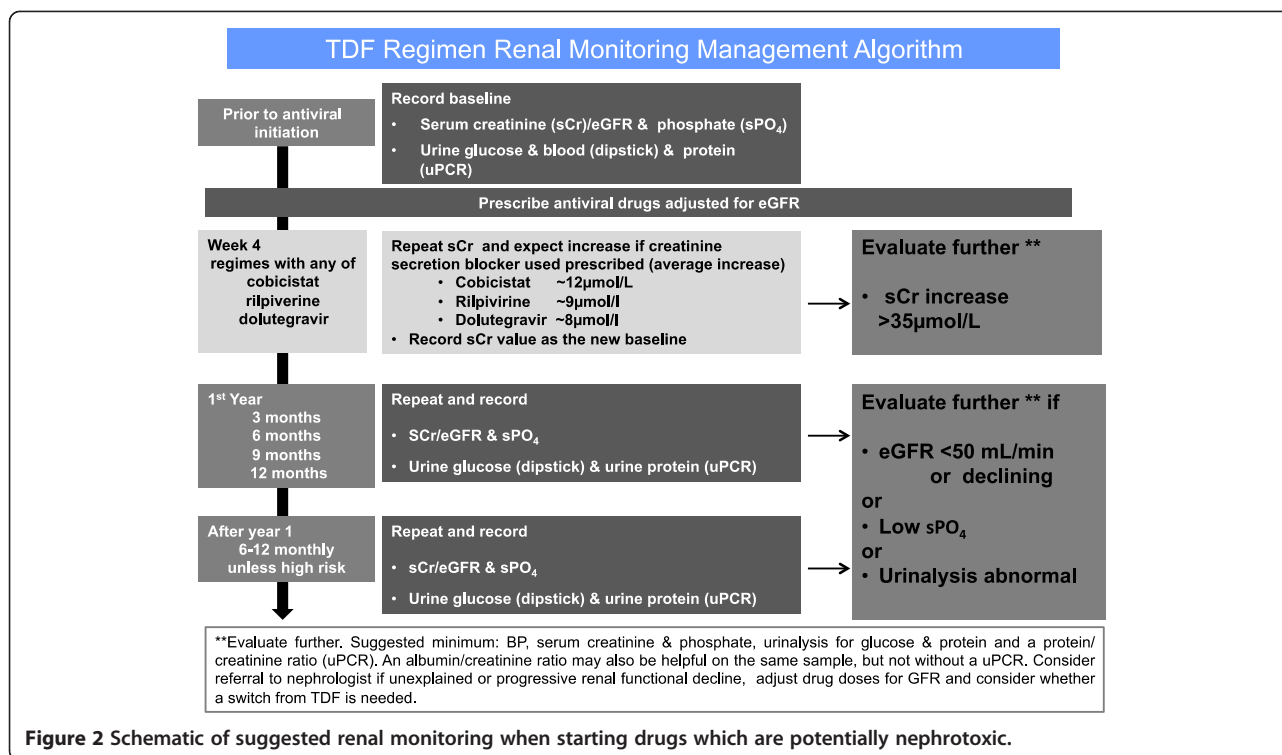 TDF Regimen Renal Monitoring Management Algorithm
Prior to antiviral
initiation
Record baseline
• Serum creatinine (sCr)/eGFR & phosphate (sPO₄)
• Urine glucose & blood (dipstick) & protein
(uPCR)
Prescribe antiviral drugs adjusted for eGFR
Week 4
regimes with any of
cobicistat
rilpiverine
dolutegravir
Repeat sCr and expect increase if creatinine
secretion blocker used prescribed (average increase)
• Cobicistat ~12µmol/L
• Rilpivirine ~9µmol/l
• Dolutegravir ~8µmol/l
• Record sCr value as the new baseline
Evaluate further **
• sCr increase
>35µmol/L
1st Year
3 months
6 months
9 months
12 months
Repeat and record
• SCr/eGFR & sPO₄
• Urine glucose (dipstick) & urine protein (uPCR)
Evaluate further ** if
• eGFR <50 mL/min
or declining
or
• Low sPO₄
or
• Urinalysis abnormal
After year 1
6-12 monthly
unless high risk
Repeat and record
• sCr/eGFR & sPO₄
• Urine glucose (dipstick) & urine protein (uPCR)
**Evaluate further. Suggested minimum: BP, serum creatinine & phosphate, urinalysis for glucose & protein and a protein/
creatinine ratio (uPCR). An albumin/creatinine ratio may also be helpful on the same sample, but not without a uPCR. Consider
referral to nephrologist if unexplained or progressive renal functional decline, adjust drug doses for GFR and consider whether
a switch from TDF is needed.
Figure 2 Schematic of suggested renal monitoring when starting drugs which are potentially nephrotoxic.